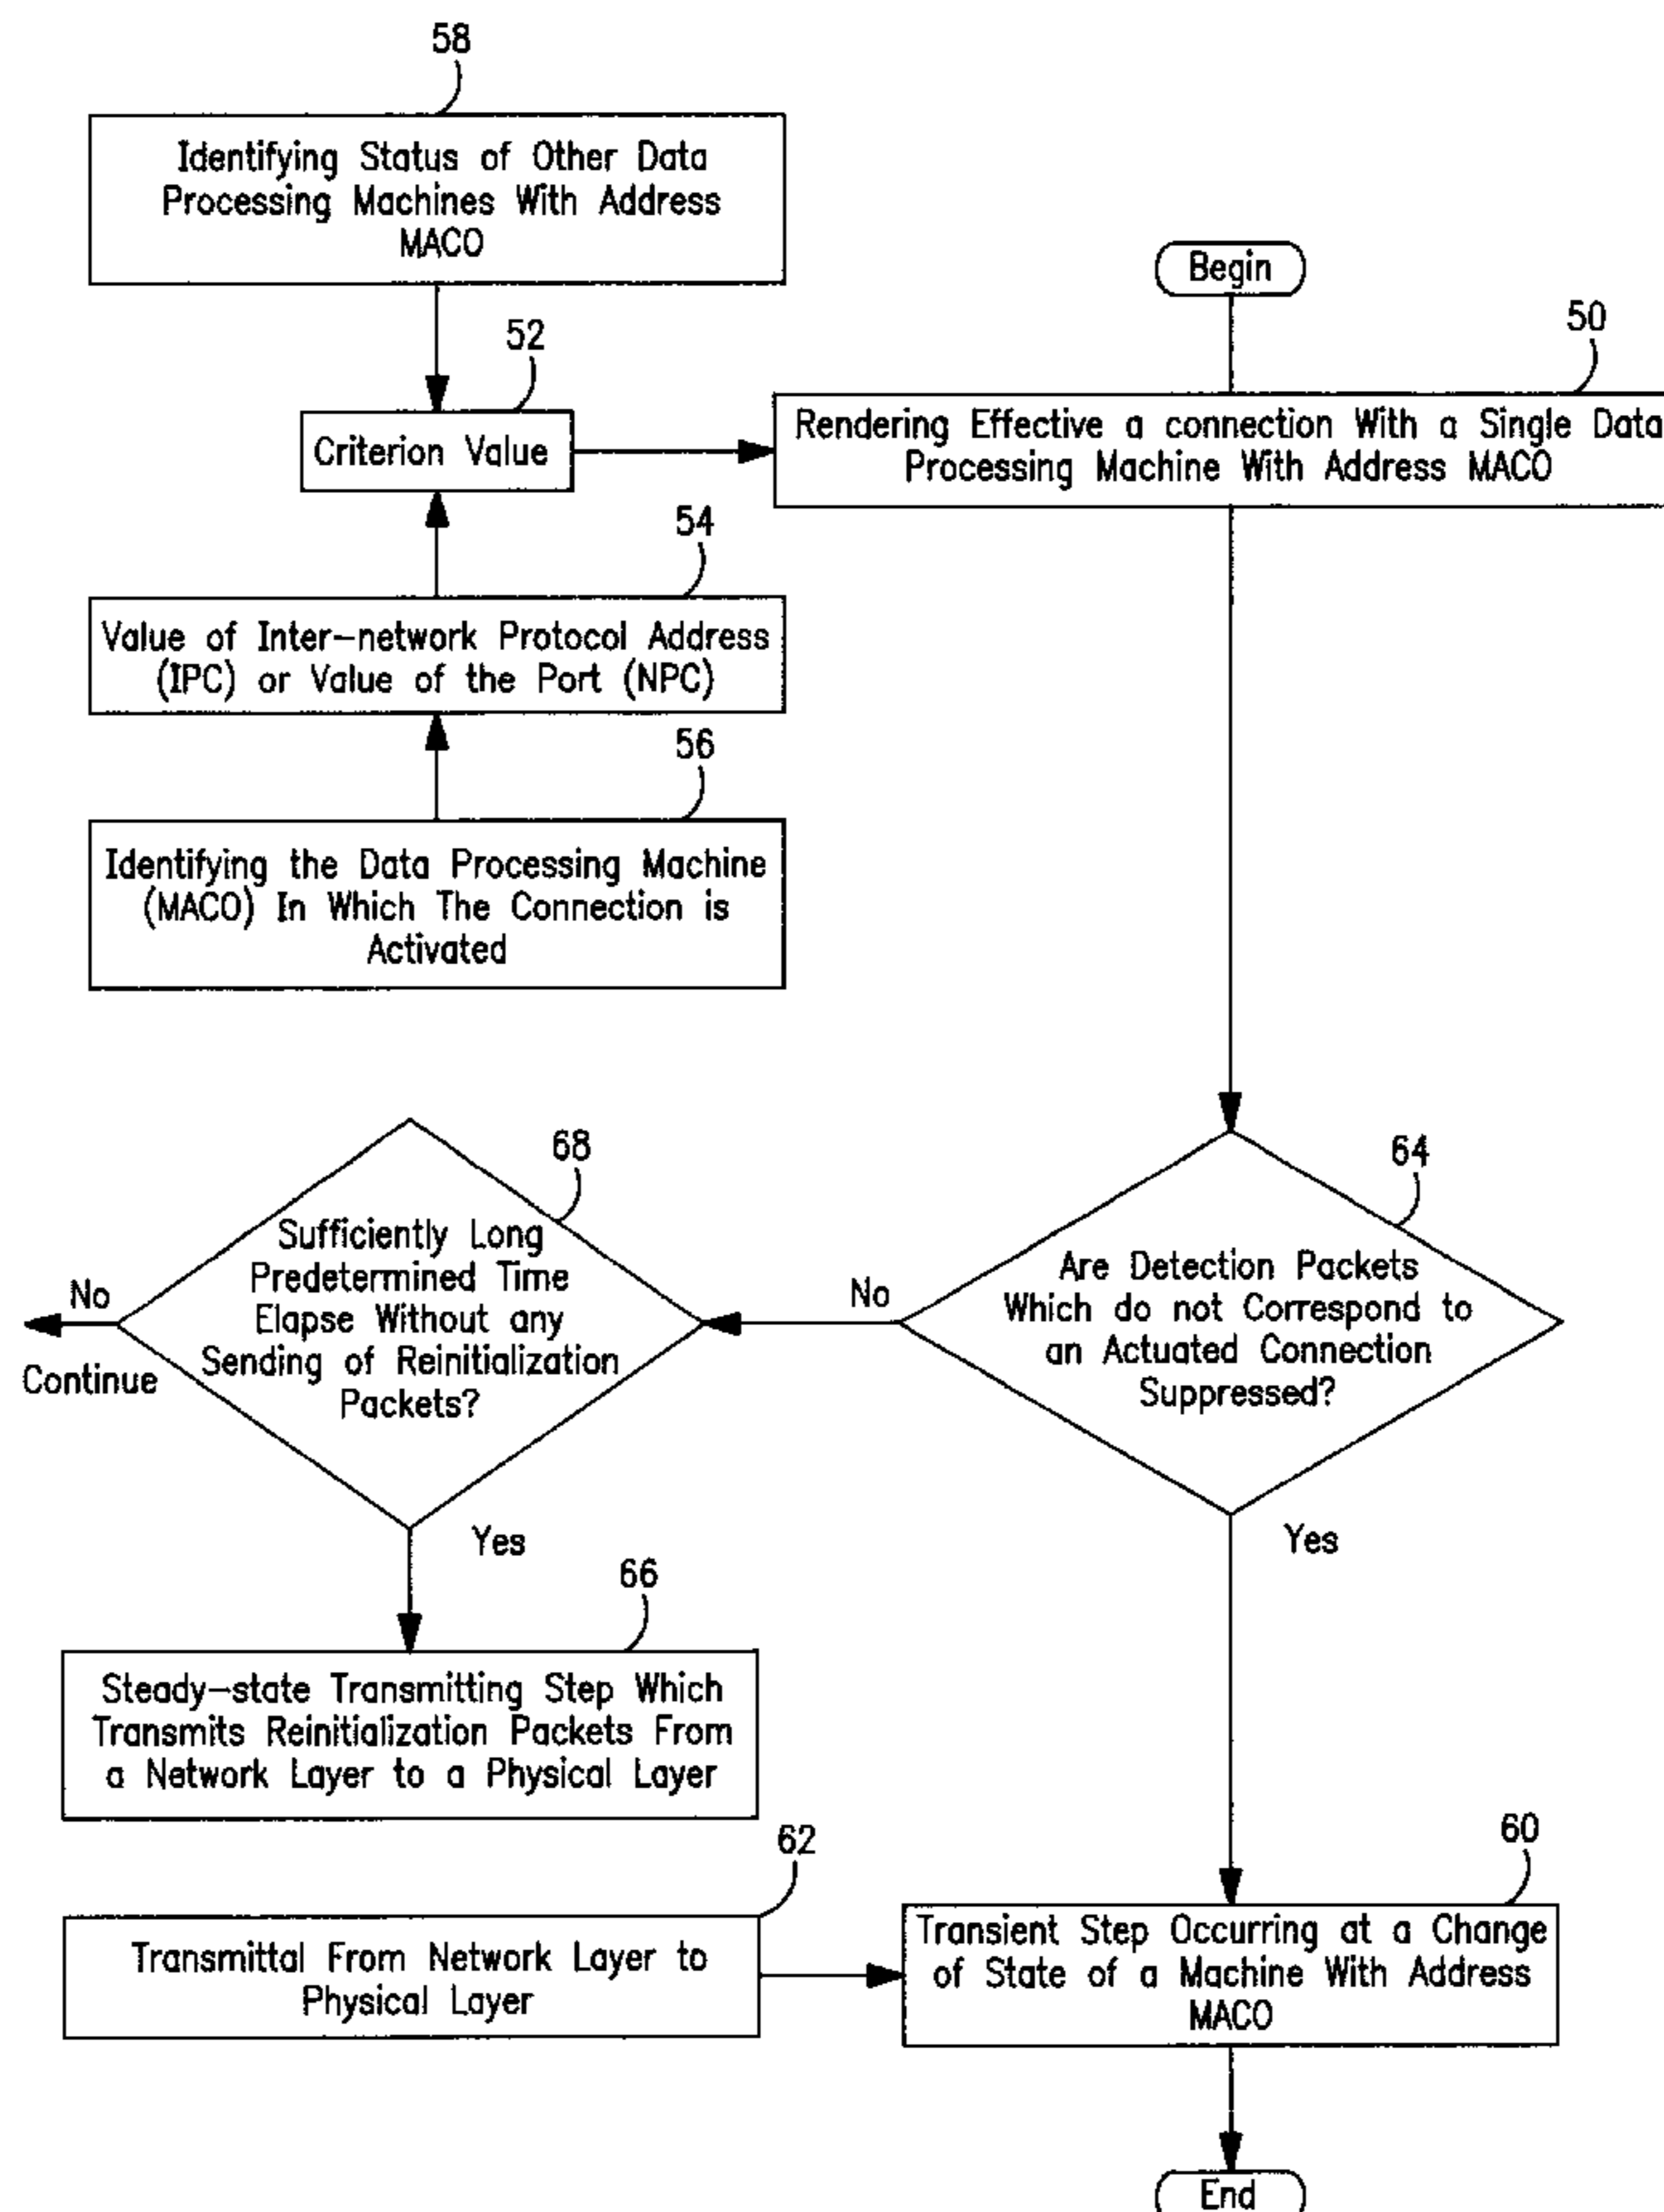 58
Identifying Status of Other Data
Processing Machines With Address
MACO
Begin
52
50
Criterion Value
Rendering Effective a connection With a Single Data
Processing Machine With Address MACO
54
Value of Inter-network Protocol Address
(IPC) or Value of the Port (NPC)
56
Identifying the Data Processing Machine
(MACO) In Which The Connection is
Activated
68
Sufficiently Long
Predetermined Time
Elapse Without any
Sending of Reinitialization
Packets?
No
Continue
64
Are Detection Packets
Which do not Correspond to
an Actuated Connection
Suppressed?
No
Yes
Yes
66
Steady-state Transmitting Step Which
Transmits Reinitialization Packets From
a Network Layer to a Physical Layer
62
Transmittal From Network Layer to
Physical Layer
60
Transient Step Occurring at a Change
of State of a Machine With Address
MACO
End